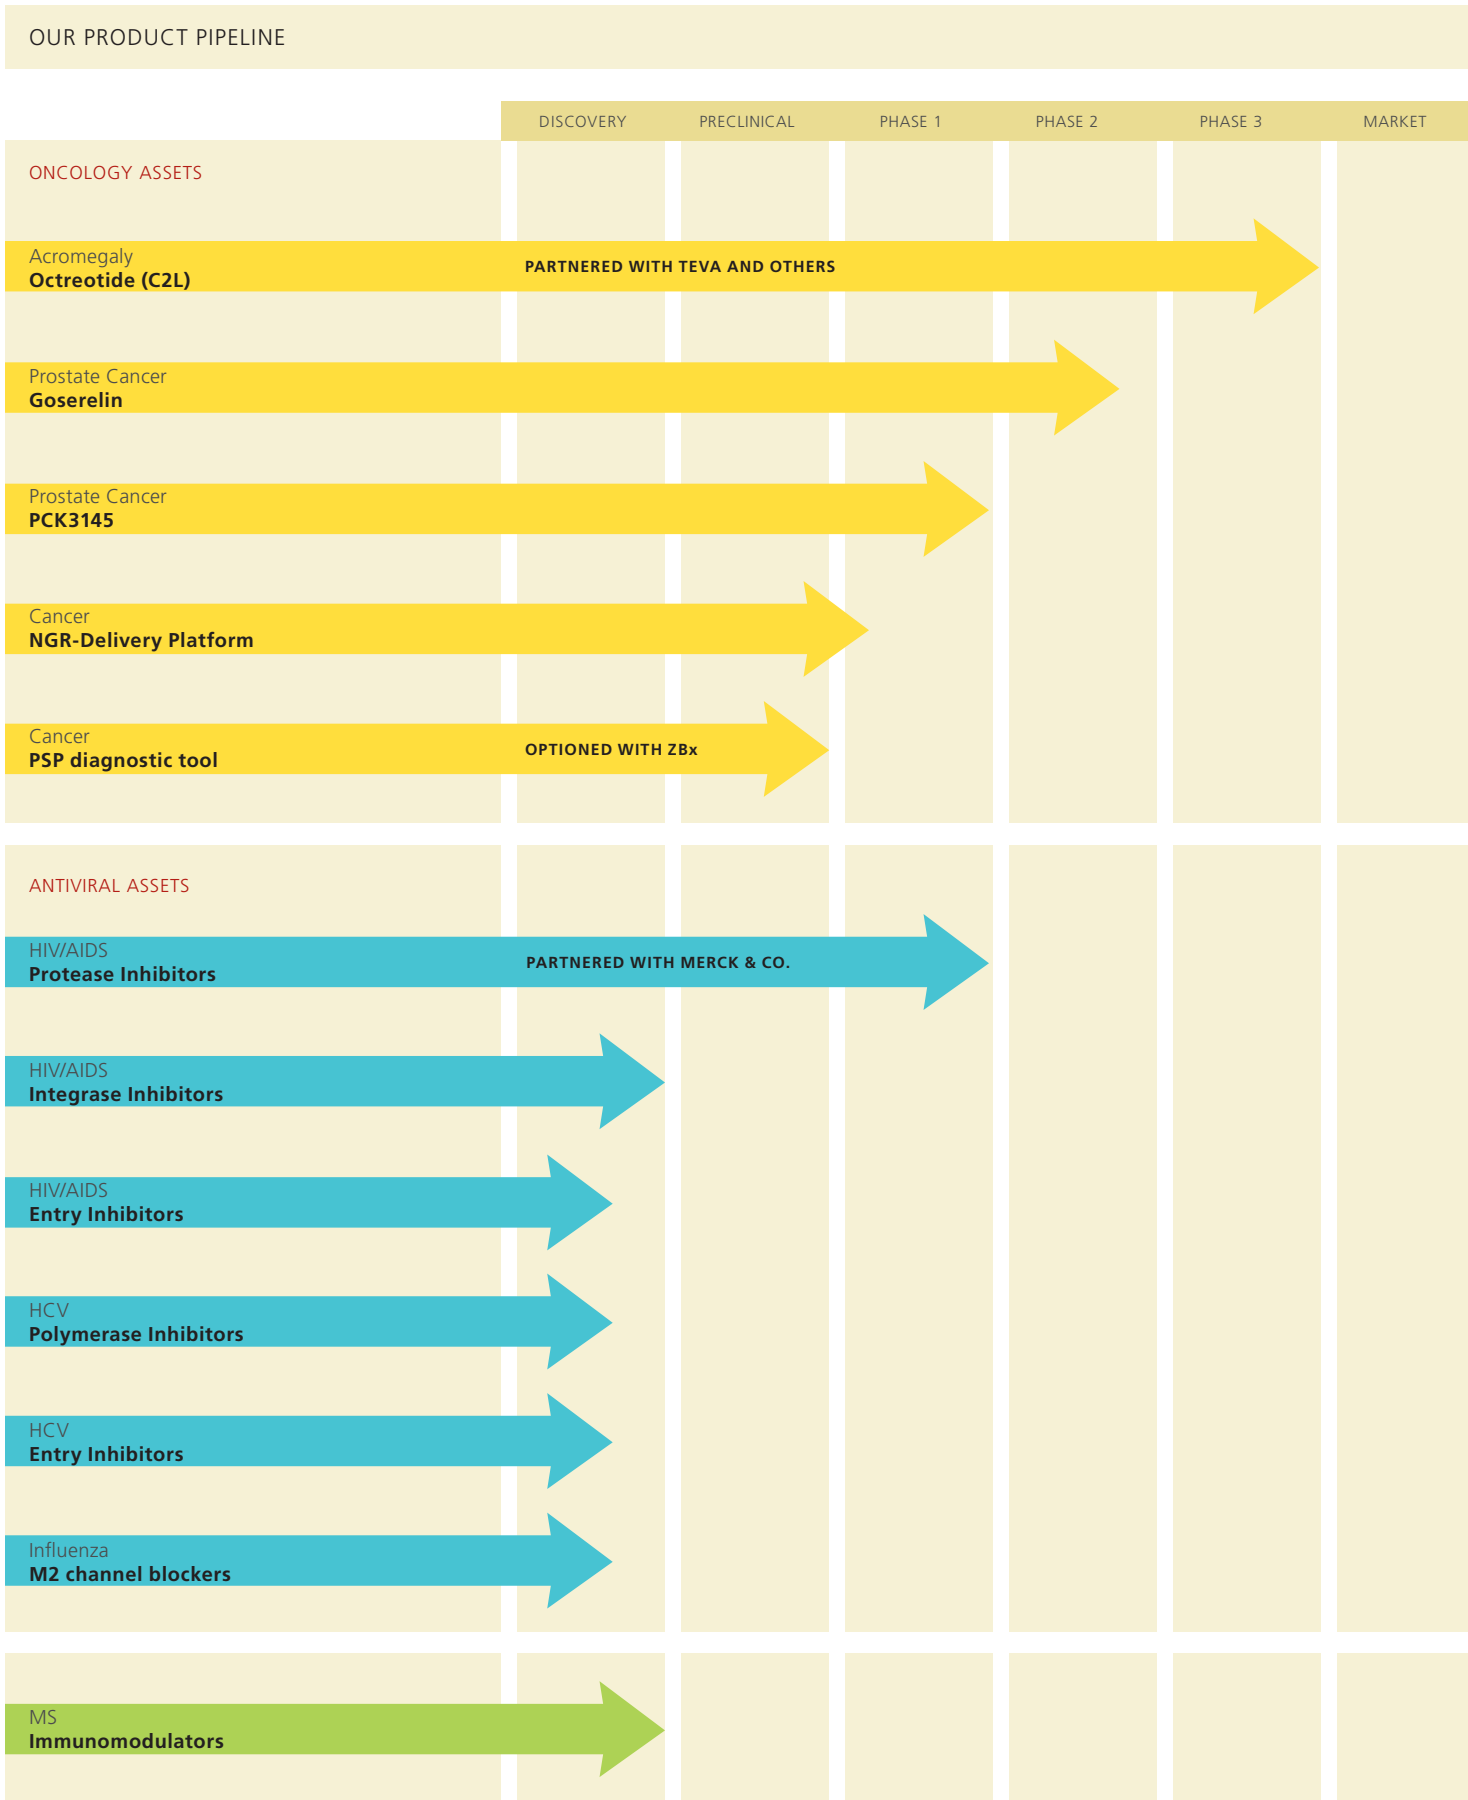 OUR PRODUCT PIPELINE
DISCOVERY PRECLINICAL PHASE 1 PHASE 2 PHASE 3 MARKET
ONCOLOGY ASSETS
Acromegaly
Octreotide (C2L)
PARTNERED WITH TEVA AND OTHERS
Prostate Cancer
Goserelin
Prostate Cancer
PCK3145
Cancer
NGR-Delivery Platform
Cancer
PSP diagnostic tool
OPTIONED WITH ZBx
ANTIVIRAL ASSETS
HIV/AIDS
Protease Inhibitors
PARTNERED WITH MERCK & CO.
HIV/AIDS
Integrase Inhibitors
HIV/AIDS
Entry Inhibitors
HCV
Polymerase Inhibitors
HCV
Entry Inhibitors
Influenza
M2 channel blockers
MS
Immunomodulators